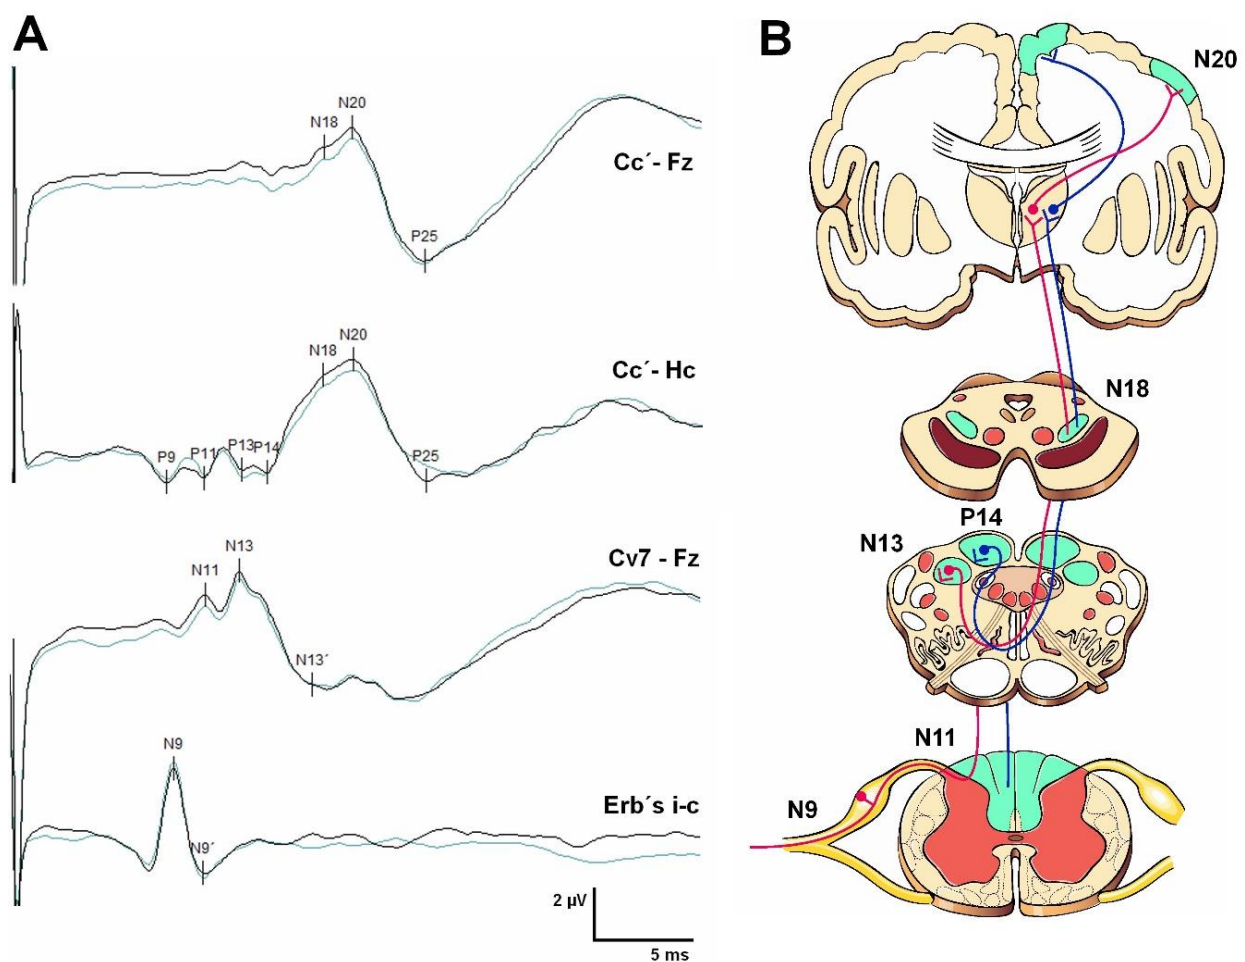 A
N18
N20
P25
Cc´- Fz
N18
N20
P9
P11
P13
P14
P25
Cc´- Hc
N11
N13
N13´
Cv7 - Fz
N9
N9´
Erb´s i-c
2 µV
5 ms
B
N20
N18
P14
N13
N11
N9